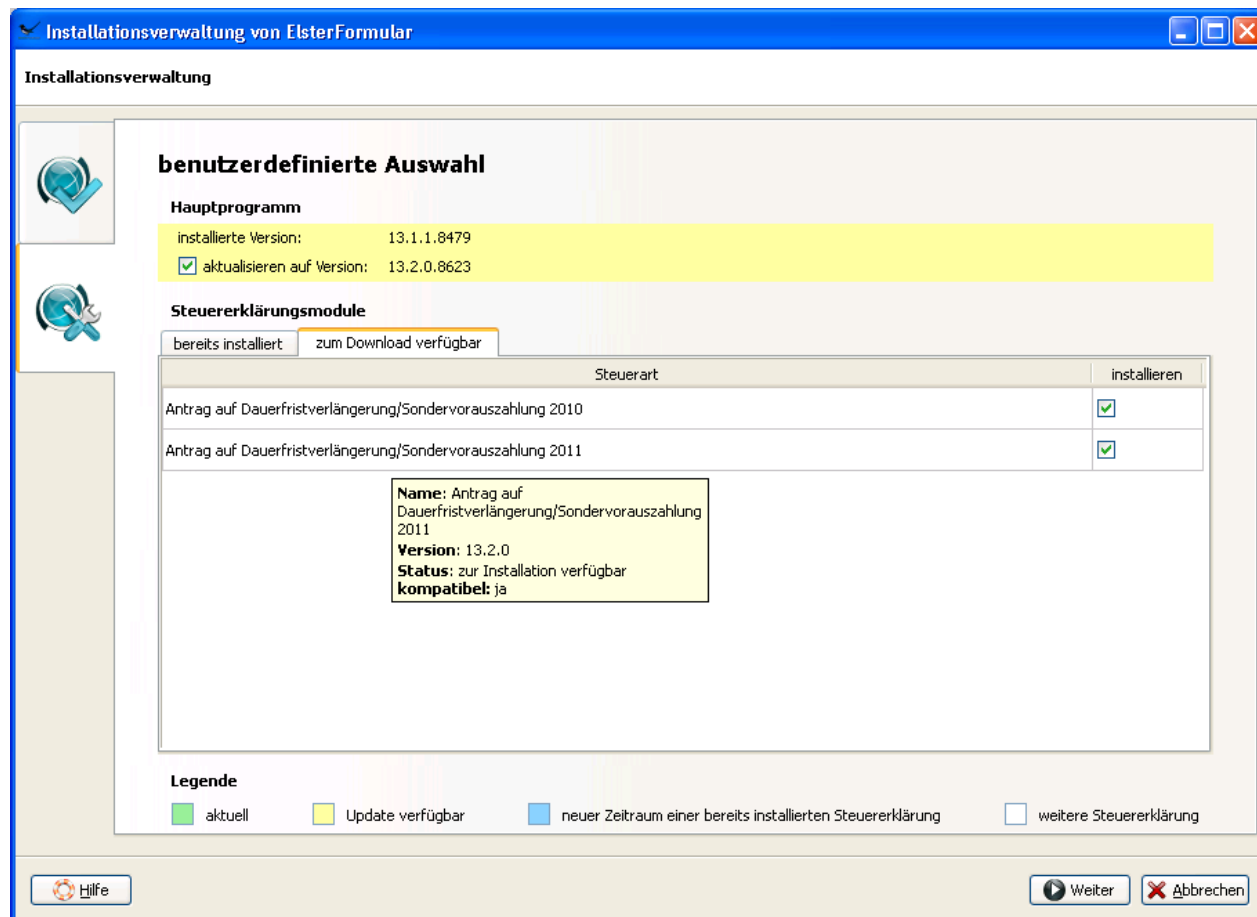 Installationsverwaltung von ElsterFormular
Installationsverwaltung
benutzerdefinierte Auswahl
Hauptprogramm
installierte Version: 13.1.1.8479
aktualisieren auf Version: 13.2.0.8623
Steuererklärungsmodule
bereits installiert zum Download verfügbar
Steuerart installieren
Antrag auf Dauerfristverlängerung/Sondervorauszahlung 2010
Antrag auf Dauerfristverlängerung/Sondervorauszahlung 2011
Name: Antrag auf
Dauerfristverlängerung/Sondervorauszahlung
2011
Version: 13.2.0
Status: zur Installation verfügbar
kompatibel: ja
Legende
aktuell Update verfügbar neuer Zeitraum einer bereits installierten Steuererklärung weitere Steuererklärung
Hilfe Weiter Abbrechen